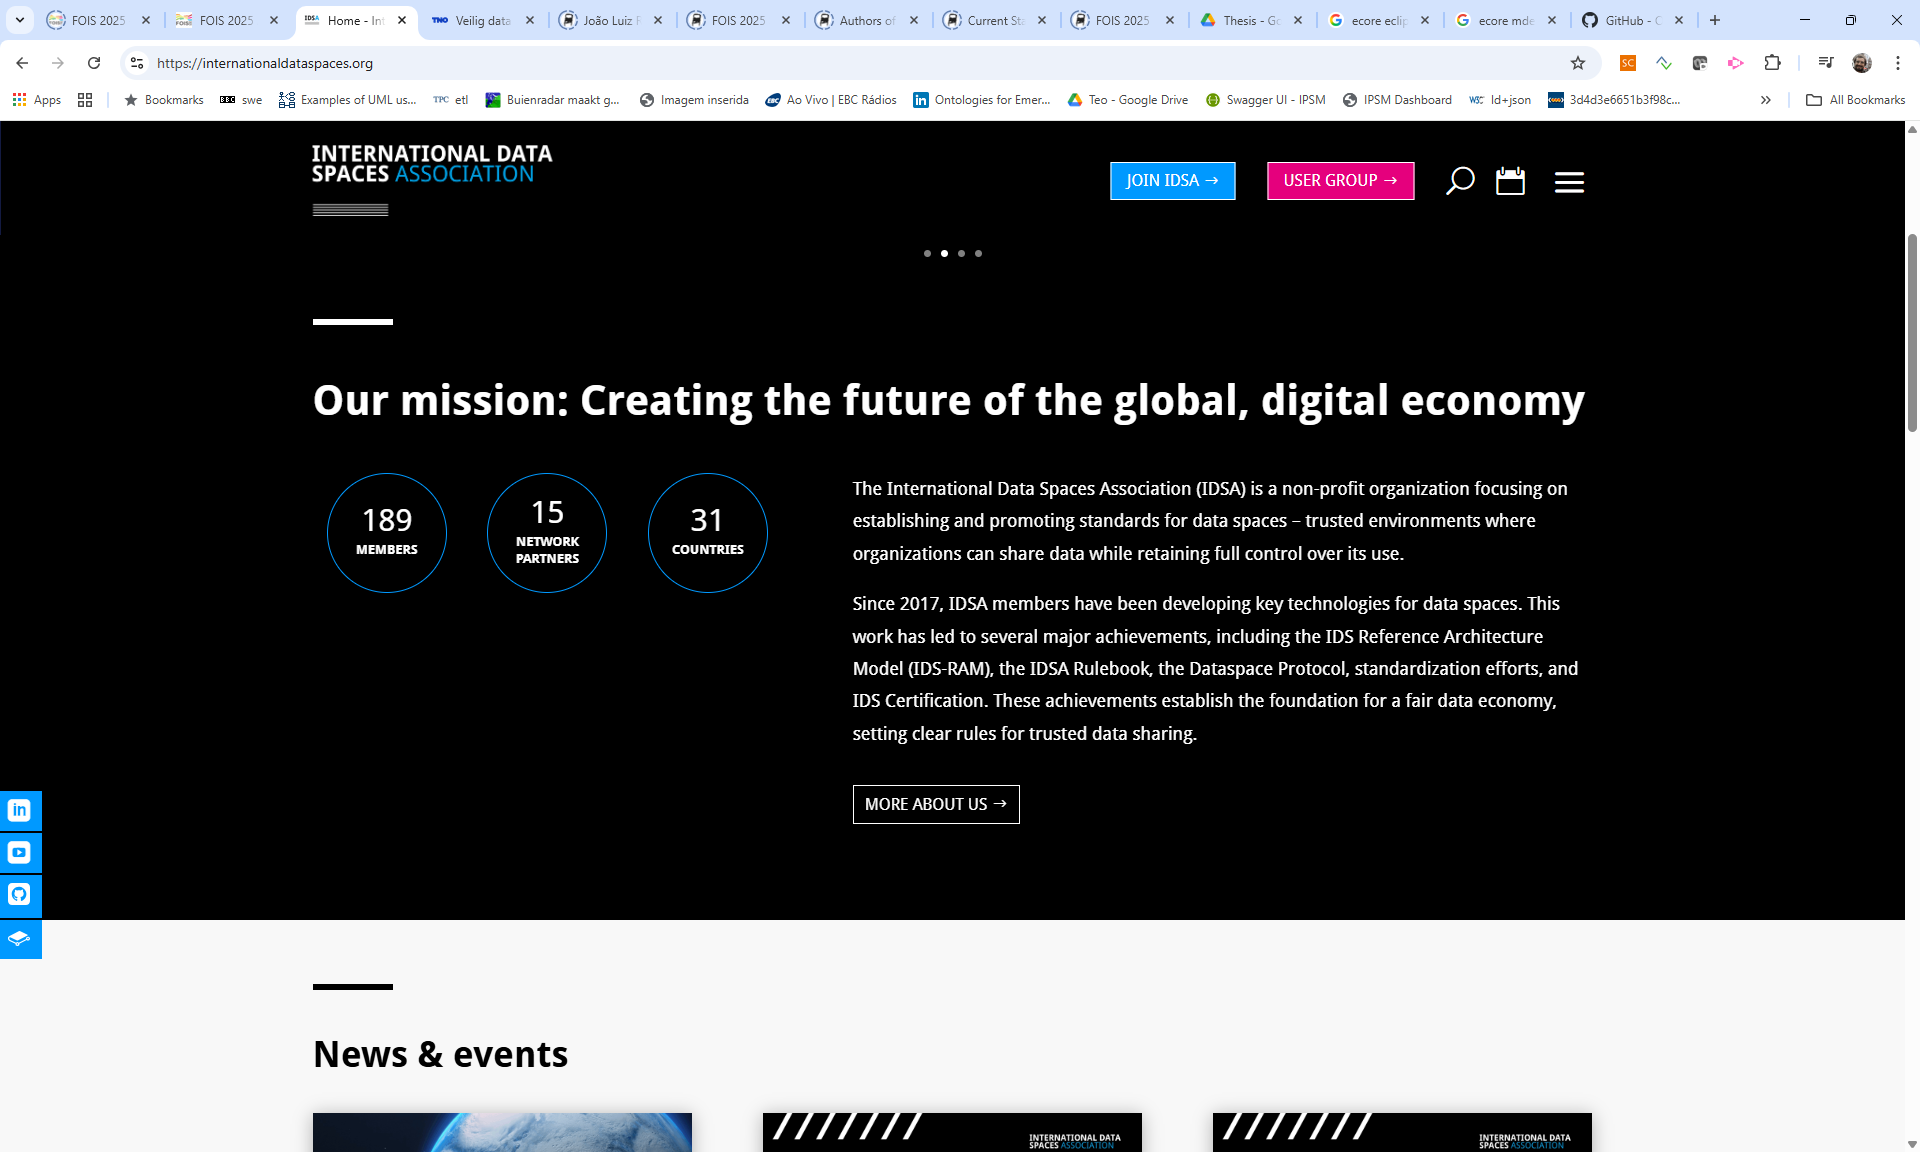 FOIS 2025
FOIS 2025
Home - Int
Veilig data
João Luiz R
FOIS 2025
Authors of
Current Sta
FOIS 2025
Thesis - Go
ecore eclip
ecore mde
GitHub - C
https://internationaldataspaces.org
Apps
Bookmarks
swe
Examples of UML us...
etl
Buienradar maakt g...
Imagem inserida
Ao Vivo | EBC Rádios
Ontologies for Emer...
Teo - Google Drive
Swagger UI - IPSM
IPSM Dashboard
ld+json
3d4d3e6651b3f98c...
All Bookmarks
INTERNATIONAL DATA
SPACES ASSOCIATION
JOIN IDSA →
USER GROUP →
Our mission: Creating the future of the global, digital economy
189
MEMBERS
15
NETWORK
PARTNERS
31
COUNTRIES
The International Data Spaces Association (IDSA) is a non-profit organization focusing on
establishing and promoting standards for data spaces – trusted environments where
organizations can share data while retaining full control over its use.
Since 2017, IDSA members have been developing key technologies for data spaces. This
work has led to several major achievements, including the IDS Reference Architecture
Model (IDS-RAM), the IDSA Rulebook, the Dataspace Protocol, standardization efforts, and
IDS Certification. These achievements establish the foundation for a fair data economy,
setting clear rules for trusted data sharing.
MORE ABOUT US →
News & events
INTERNATIONAL DATA
SPACES ASSOCIATION
INTERNATIONAL DATA
SPACES ASSOCIATION